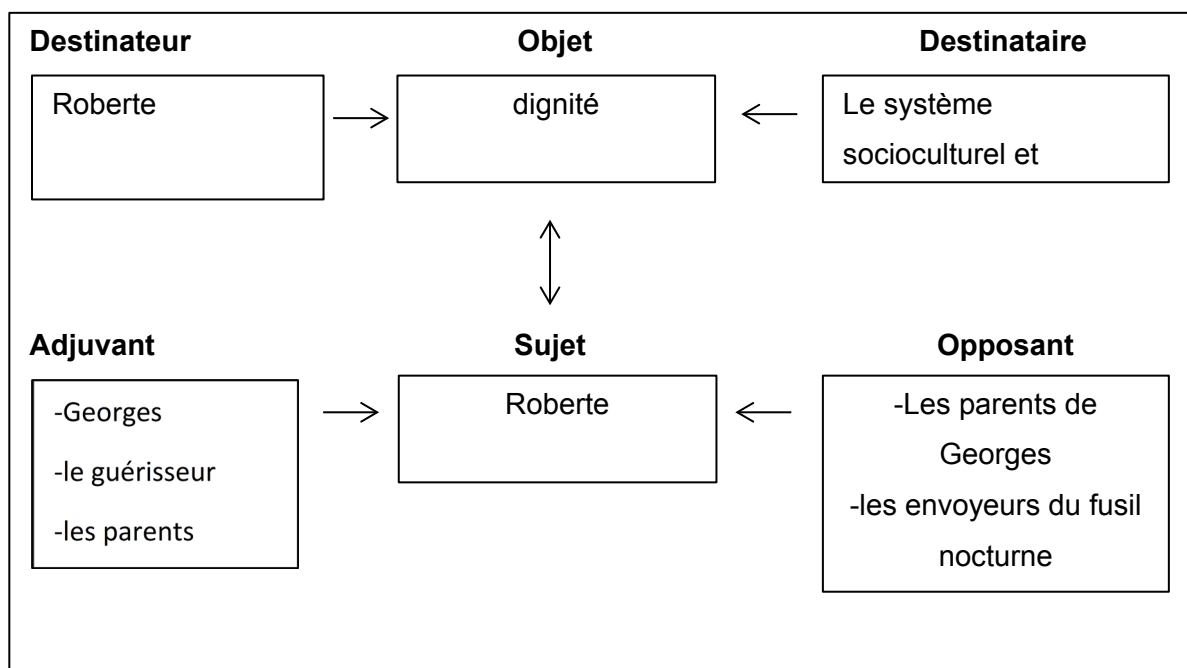 Destinateur
Objet
Destinataire
Roberte
dignité
Le système
socioculturel et
Adjuvant
Sujet
Opposant
-Georges
-le guérisseur
-les parents
Roberte
-Les parents de
Georges
-les envoyeurs du fusil
nocturne